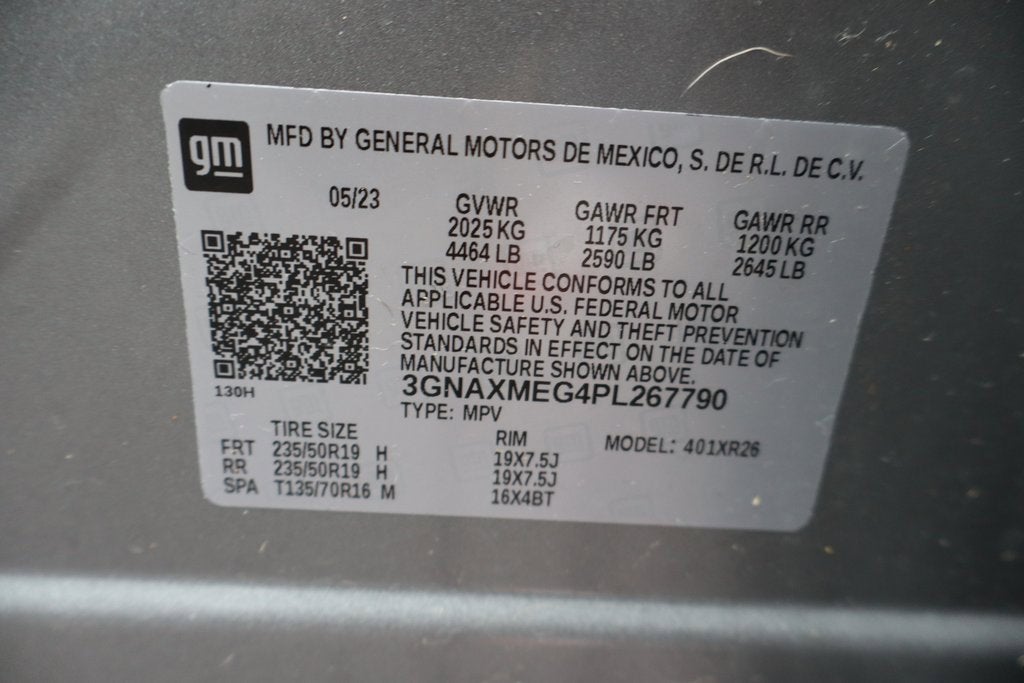 gm
MFD BY GENERAL MOTORS DE MEXICO, S. DE R.L. DE C.V.
05/23
GVWR GAWR FRT GAWR RR
2025 KG 1175 KG 1200 KG
4464 LB 2590 LB 2645 LB
THIS VEHICLE CONFORMS TO ALL
APPLICABLE U.S. FEDERAL MOTOR
VEHICLE SAFETY AND THEFT PREVENTION
STANDARDS IN EFFECT ON THE DATE OF
MANUFACTURE SHOWN ABOVE.
130H
3GNAXMEG4PL267790
TYPE: MPV
TIRE SIZE RIM MODEL: 401XR26
FRT 235/50R19 H 19X7.5J
RR 235/50R19 H 19X7.5J
SPA T135/70R16 M 16X4BT